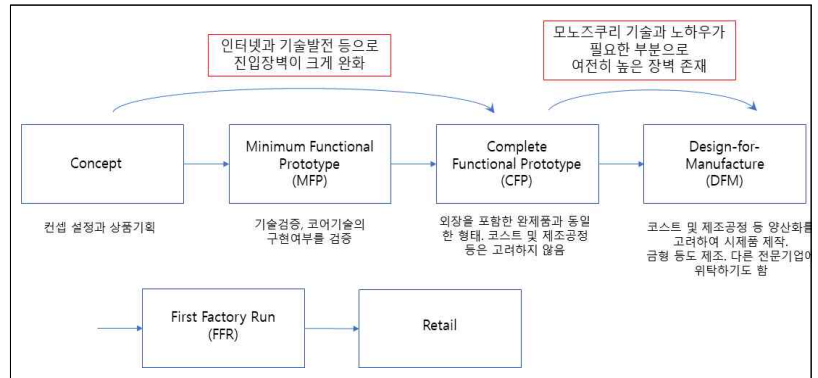 인터넷과 기술발전 등으로
진입장벽이 크게 완화
모노즈쿠리 기술과 노하우가
필요한 부분으로
여전히 높은 장벽 존재
Concept
Minimum Functional
Prototype
(MFP)
Complete
Functional Prototype
(CFP)
Design-for-
Manufacture
(DFM)
컨셉 설정과 상품기획
기술검증, 코어기술의
구현여부를 검증
외장을 포함한 완제품과 동일
한 형태. 코스트 및 제조공정
등은 고려하지 않음
코스트 및 제조공정 등 양산화를
고려하여 시제품 제작.
금형 등도 제조. 다른 전문기업에
위탁하기도 함
First Factory Run
(FFR)
Retail